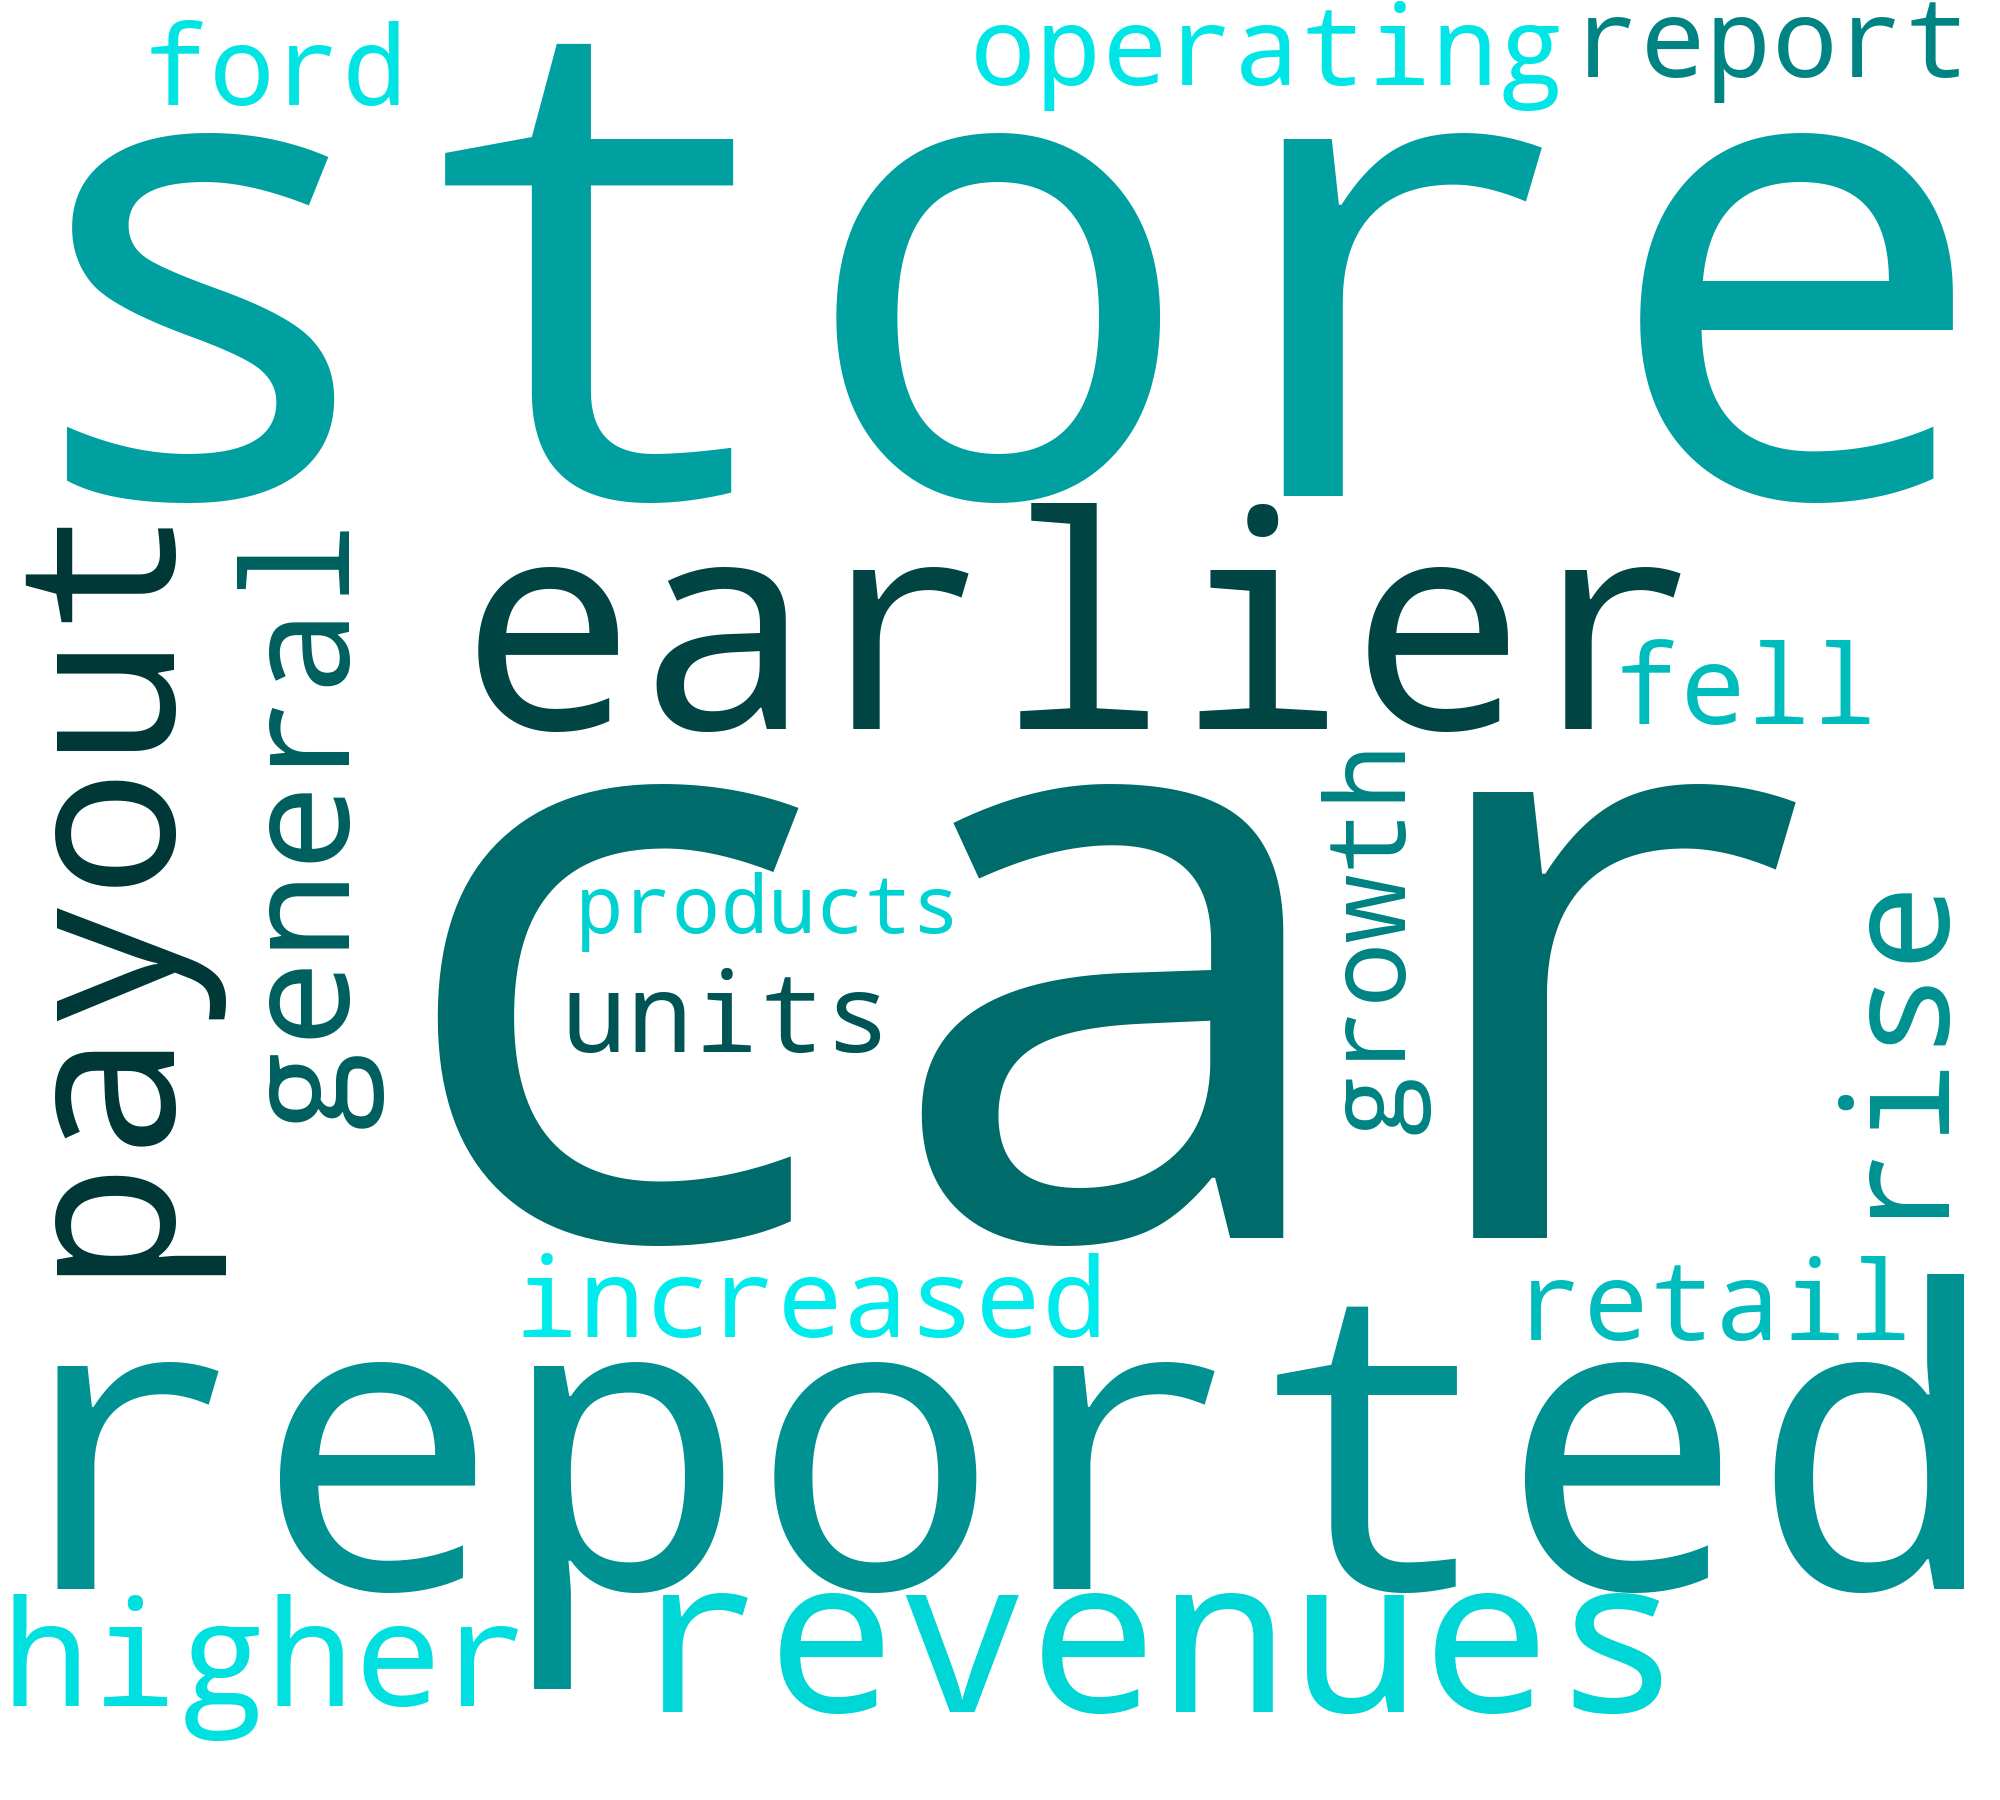 ford
operating
report
store
payout
general
earlier
fell
car
growth
products
units
rise
increased
retail
reported
higher
revenues